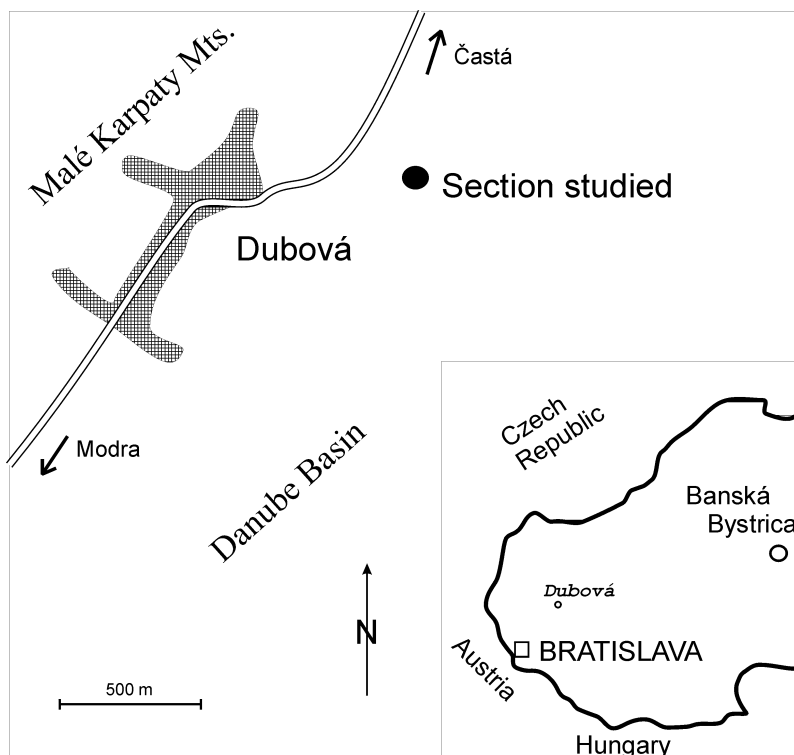 Malé Karpaty Mts.
Častá
Section studied
Dubová
Modra
Danube Basin
N
500 m
Czech
Republic
Banská
Bystrica
Dubová
BRATISLAVA
Austria
Hungary